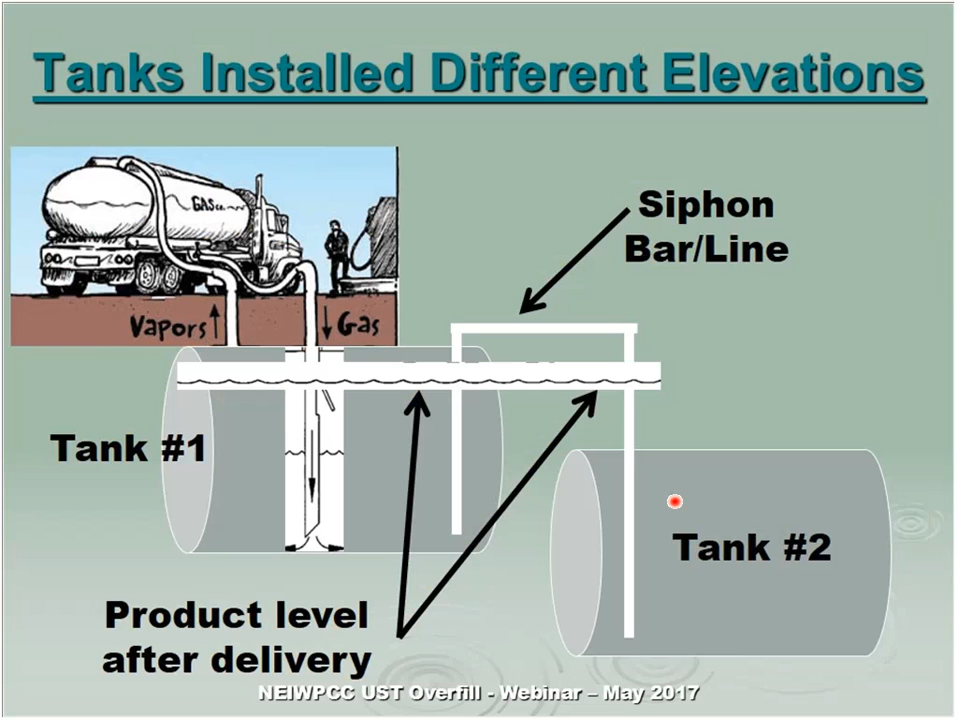 Tanks Installed Different Elevations
GAS co.
Vapors
Gas
Siphon
Bar/Line
Tank #1
Tank #2
Product level
after delivery
NEIWPCC UST Overfill - Webinar – May 2017